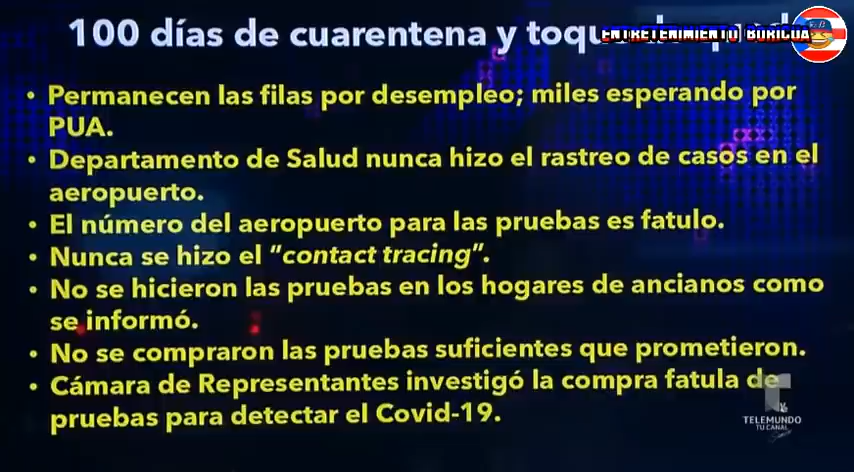 100 días de cuarentena y toque de queda
ENTRETENIMIENTO BORICUA
• Permanecen las filas por desempleo; miles esperando por
PUA.
• Departamento de Salud nunca hizo el rastreo de casos en el
aeropuerto.
• El número del aeropuerto para las pruebas es fatulo.
• Nunca se hizo el "contact tracing".
• No se hicieron las pruebas en los hogares de ancianos como
se informó.
• No se compraron las pruebas suficientes que prometieron.
• Cámara de Representantes investigó la compra fatula de
pruebas para detectar el Covid-19.
TELEMUNDO
TU CANAL